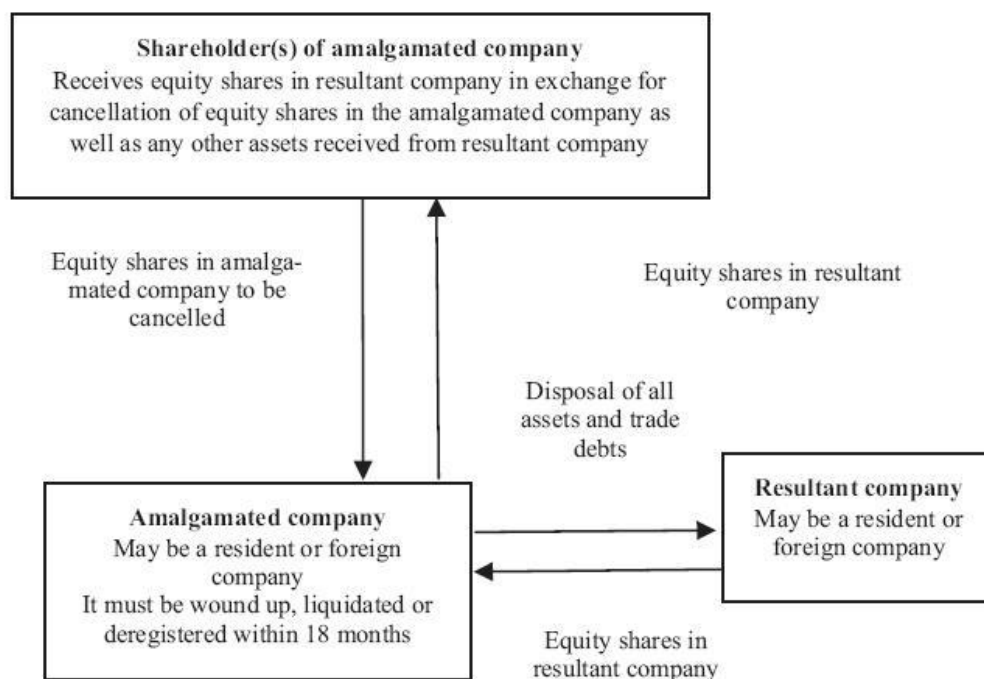 Shareholder(s) of amalgamated company
Receives equity shares in resultant company in exchange for
cancellation of equity shares in the amalgamated company as
well as any other assets received from resultant company
Equity shares in amalga-
mated company to be
cancelled
Equity shares in resultant
company
Disposal of all
assets and trade
debts
Amalgamated company
May be a resident or foreign
company
It must be wound up, liquidated or
deregistered within 18 months
Resultant company
May be a resident or
foreign company
Equity shares in
resultant company